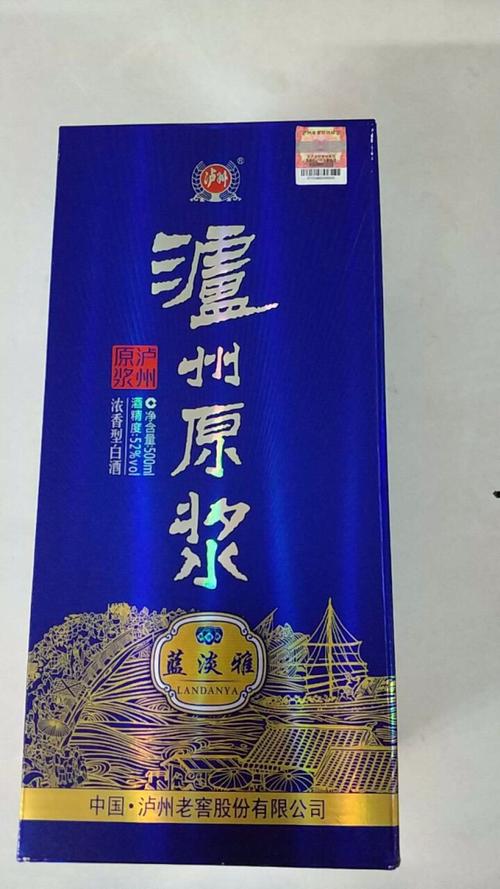 泸州
®
瀘州原浆
泸州
原浆
净含量:500ml
酒精度:52%vol
浓香型白酒
蓝淡雅
LANDANYA
中国·泸州老窖股份有限公司